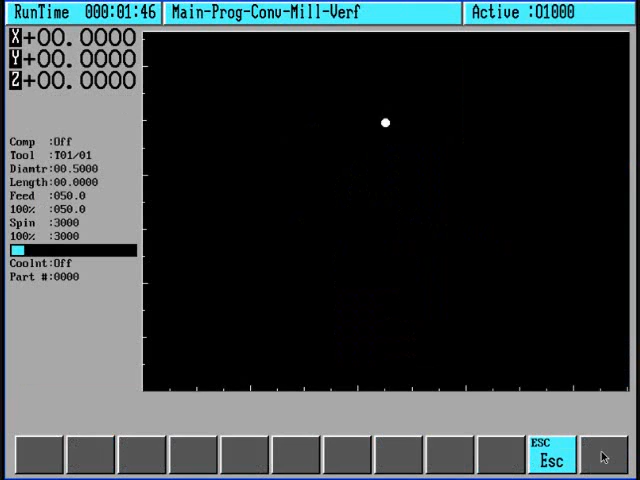 RunTime 000:01:46 Main-Prog-Conv-Mill-Verf Active :O1000
X+00.0000
Y+00.0000
Z+00.0000
Comp :Off
Tool :T01/01
Diamtr:00.5000
Length:00.0000
Feed :050.0
100% :050.0
Spin :3000
100% :3000
Coolnt:Off
Part #:0000
ESC
Esc